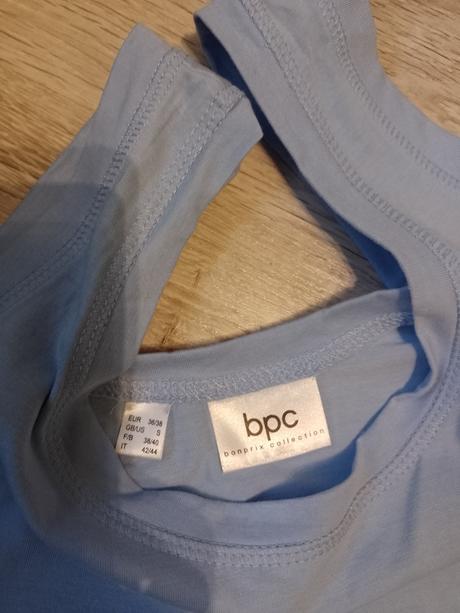 EUR 36/38
GB/US S
F/B 38/40
IT 42/44
bpc
bonprix collection